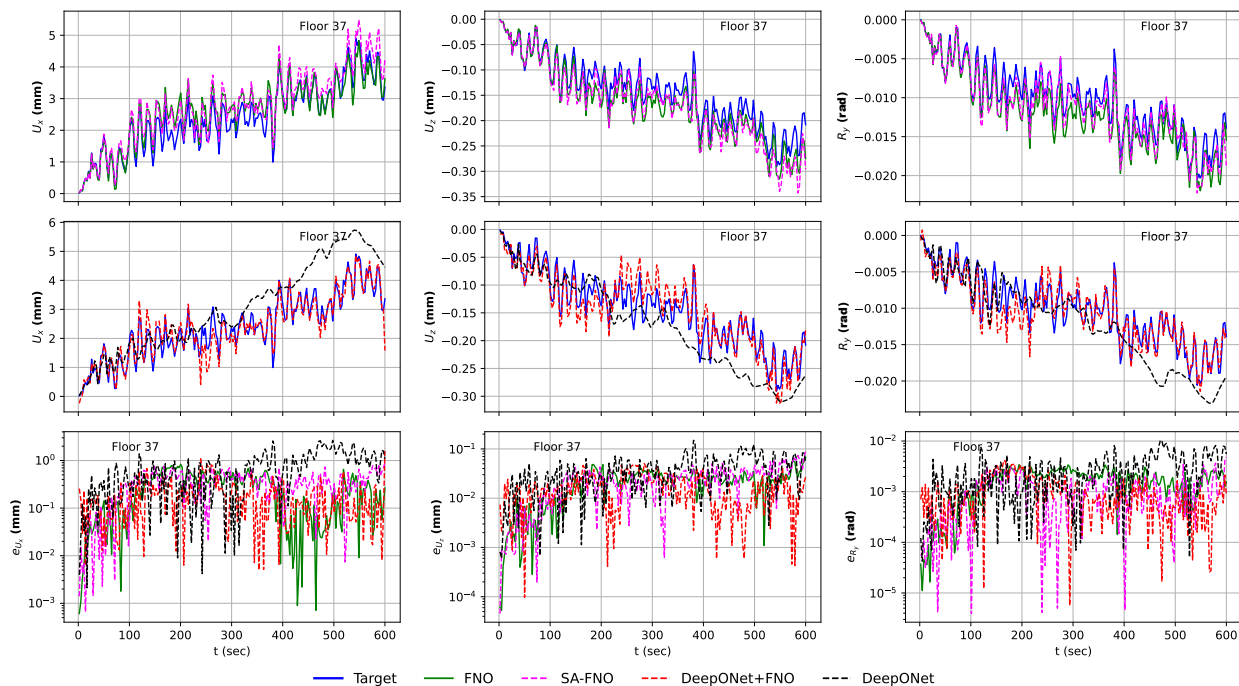 Floor 37
Floor 37
Floor 37
5
4
3
2
1
0
U_x (mm)
0.00
−0.05
−0.10
−0.15
−0.20
−0.25
−0.30
−0.35
U_z (mm)
0.000
−0.005
−0.010
−0.015
−0.020
R_y (rad)
Floor 37
Floor 37
Floor 37
6
5
4
3
2
1
0
U_x (mm)
0.00
−0.05
−0.10
−0.15
−0.20
−0.25
−0.30
U_z (mm)
0.000
−0.005
−0.010
−0.015
−0.020
R_y (rad)
Floor 37
Floor 37
Floor 37
10^0
10^−1
10^−2
10^−3
e_{U_x} (mm)
10^−1
10^−2
10^−3
10^−4
e_{U_z} (mm)
10^−2
10^−3
10^−4
10^−5
e_{R_y} (rad)
0 100 200 300 400 500 600
0 100 200 300 400 500 600
0 100 200 300 400 500 600
t (sec)
t (sec)
t (sec)
Target FNO SA-FNO DeepONet+FNO DeepONet